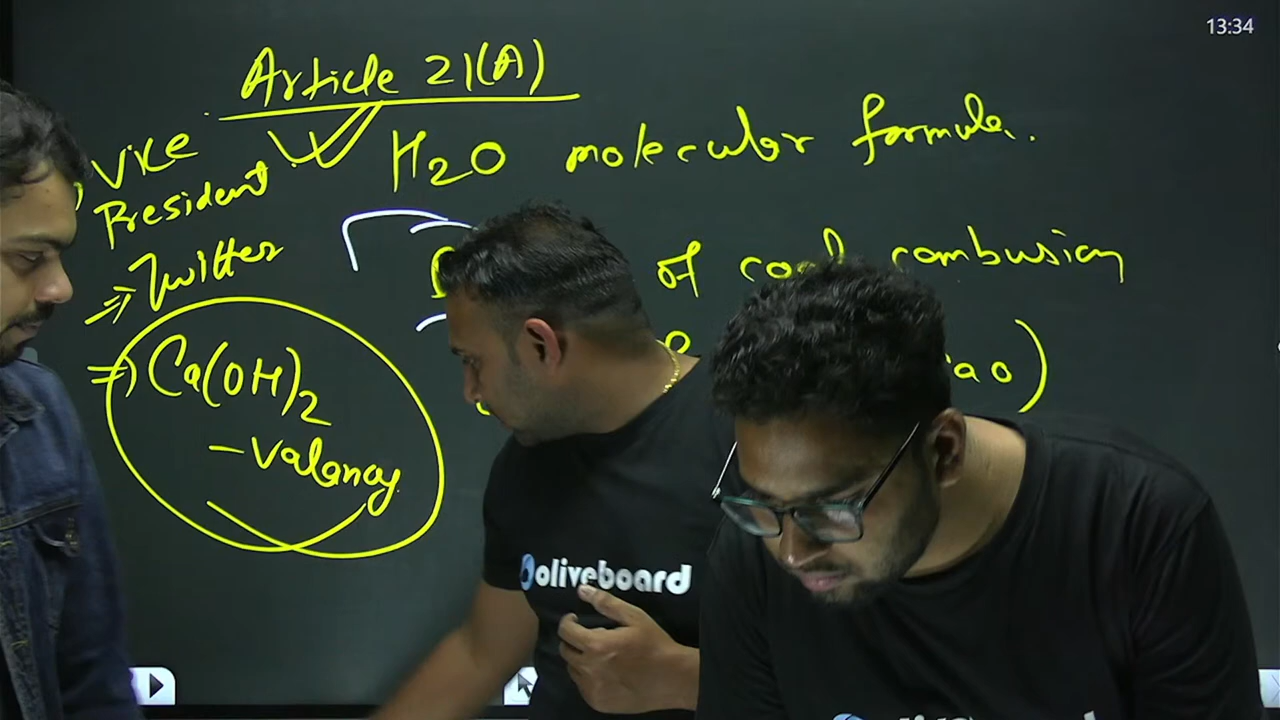 13:34
Article 21(A)
Vice
President
H2O molecular formula.
⇒ Twitter
of coal combusion
⇒ Ca(OH)2
- Valency
oliveboard